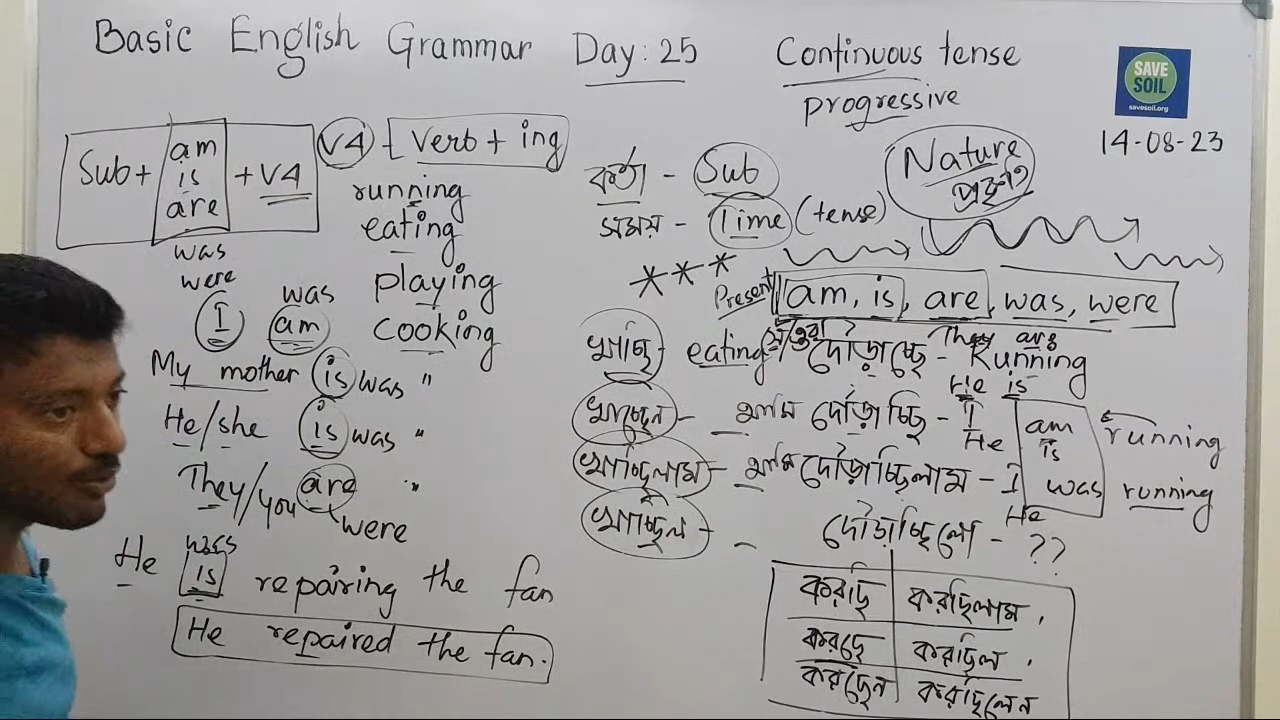 Basic English Grammar Day: 25
Continuous tense
progressive
SAVE
SOIL
savesoil.org
14-08-23
Sub+ am + V4
is
are
was
were
V4 - [Verb + ing
running
eating
playing
cooking
I am was
My mother is was "
He/she is was "
They/you are "
were
was
He is repairing the fan
He repaired the fan.
কর্তা - Sub
সময় - Time (tense)
Nature
প্রকৃতি
***
Present am, is, are, was, were
খাচ্ছি - eating
খাচ্ছেন -
খাচ্ছিলাম -
খাচ্ছিল -
They are
দৌড়াচ্ছে - Running
He is
আমি দৌড়াচ্ছি - I am running
He is
আমি দৌড়াচ্ছিলাম - I was running
He
দৌড়াচ্ছিলো - ??
করছি করছিলাম,
করছে করছিল,
করছেন করছিলেন